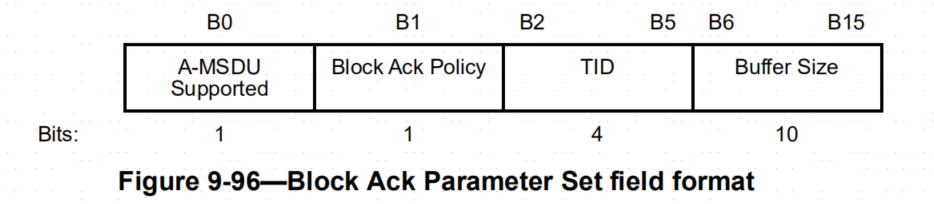 B0 B1 B2 B5 B6 B15
A-MSDU Supported Block Ack Policy TID Buffer Size
Bits: 1 1 4 10
Figure 9-96—Block Ack Parameter Set field format